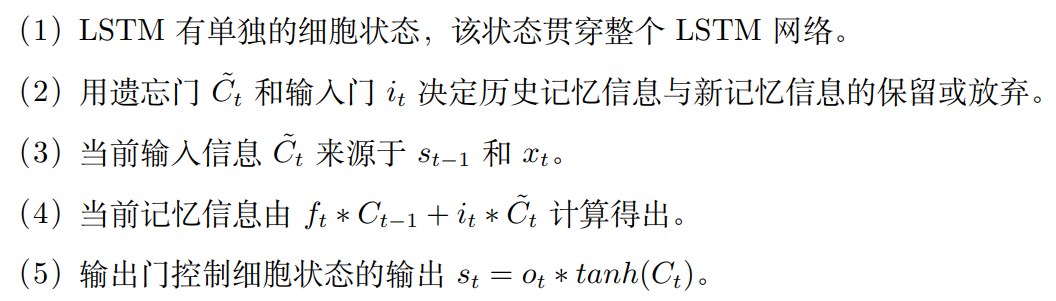 （1）LSTM 有单独的细胞状态，该状态贯穿整个 LSTM 网络。
（2）用遗忘门 $\tilde{C}_t$ 和输入门 $i_t$ 决定历史记忆信息与新记忆信息的保留或放弃。
（3）当前输入信息 $\tilde{C}_t$ 来源于 $s_{t-1}$ 和 $x_t$。
（4）当前记忆信息由 $f_t * C_{t-1} + i_t * \tilde{C}_t$ 计算得出。
（5）输出门控制细胞状态的输出 $s_t = o_t * tanh(C_t)$。